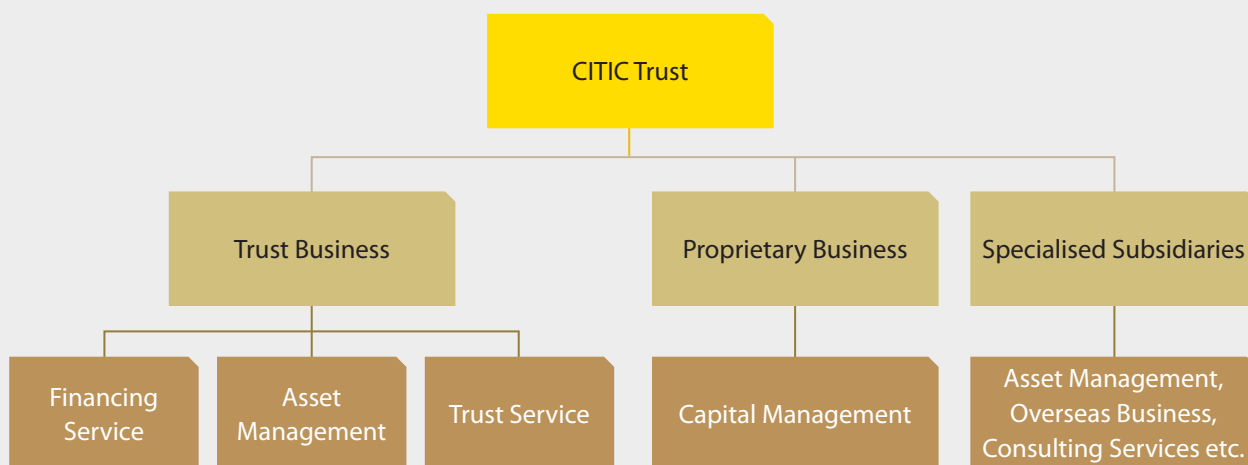 CITIC Trust
Trust Business
Proprietary Business
Specialised Subsidiaries
Financing
Service
Asset
Management
Trust Service
Capital Management
Asset Management,
Overseas Business,
Consulting Services etc.